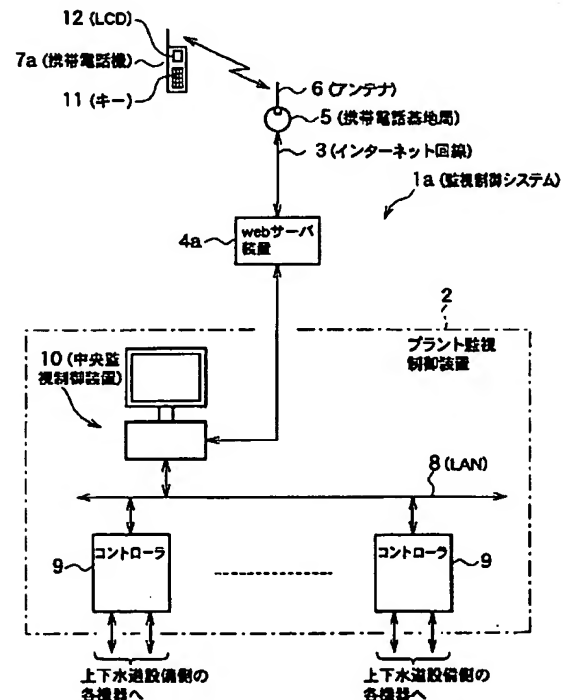 12 (LCD)
7a (携帯電話機)
11 (キー)
6 (アンテナ)
5 (携帯電話基地局)
3 (インターネット回線)
1a (監視制御システム)
4a
webサーバ
装置
2
プラント監視
制御装置
10 (中央監
視制御装置)
8 (LAN)
コントローラ
9
コントローラ
9
上下水道設備側の
各機器へ
上下水道設備側の
各機器へ